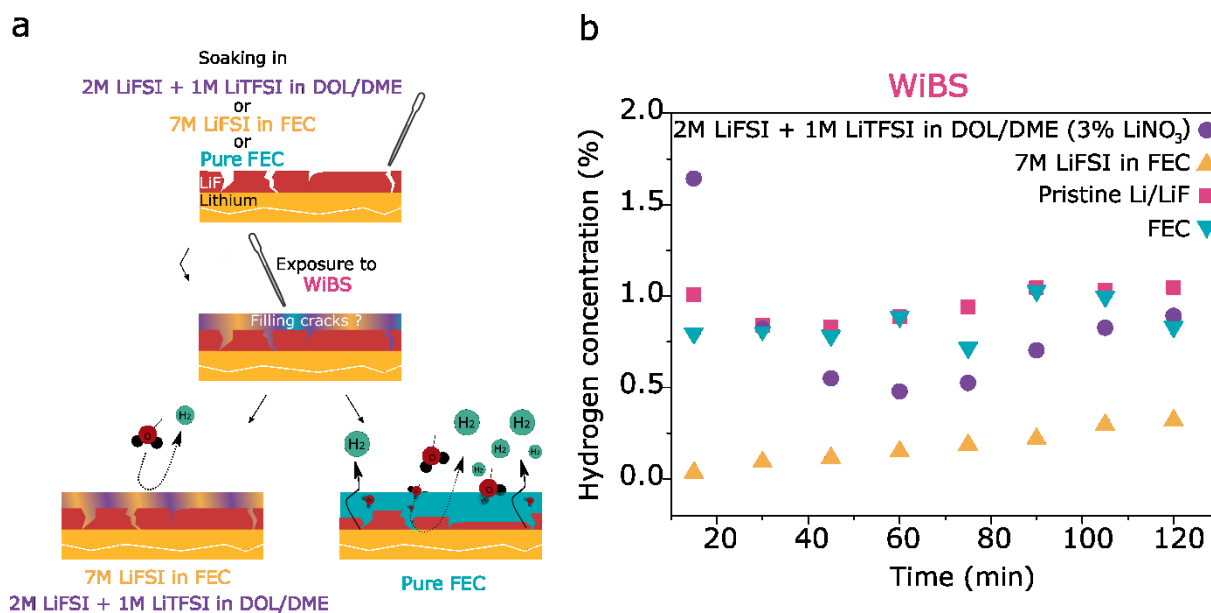 a
Soaking in
2M LiFSI + 1M LiTFSI in DOL/DME
or
7M LiFSI in FEC
or
Pure FEC
LiF
Lithium
Exposure to
WiBS
Filling cracks ?
H2
O
H2
H2
H2
O
H2
H2
H2
O
7M LiFSI in FEC
2M LiFSI + 1M LiTFSI in DOL/DME
Pure FEC
b
WiBS
2M LiFSI + 1M LiTFSI in DOL/DME (3% LiNO3)
7M LiFSI in FEC
Pristine Li/LiF
FEC
Hydrogen concentration (%)
2.0
1.5
1.0
0.5
0.0
20
40
60
80
100
120
Time (min)